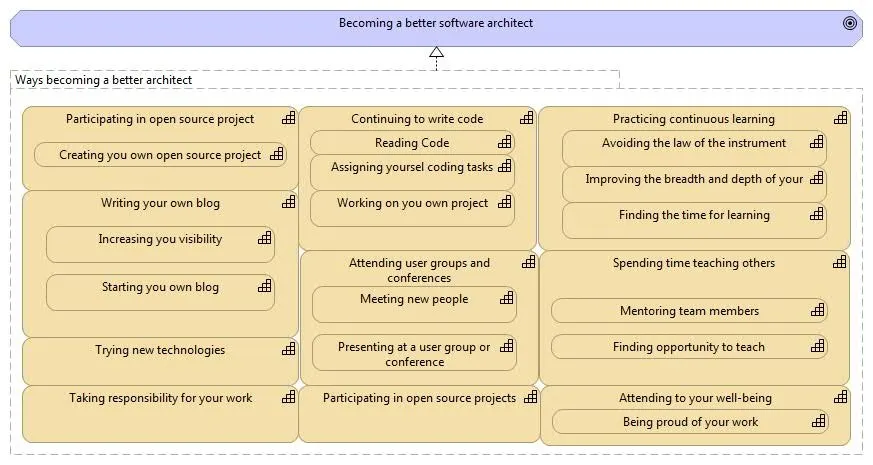 Becoming a better software architect
Ways becoming a better architect
Participating in open source project
Creating you own open source project
Writing your own blog
Increasing you visibility
Starting you own blog
Trying new technologies
Taking responsibility for your work
Continuing to write code
Reading Code
Assigning yoursel coding tasks
Working on you own project
Attending user groups and
conferences
Meeting new people
Presenting at a user group or
conference
Participating in open source projects
Practicing continuous learning
Avoiding the law of the instrument
Improving the breadth and depth of your
Finding the time for learning
Spending time teaching others
Mentoring team members
Finding opportunity to teach
Attending to your well-being
Being proud of your work